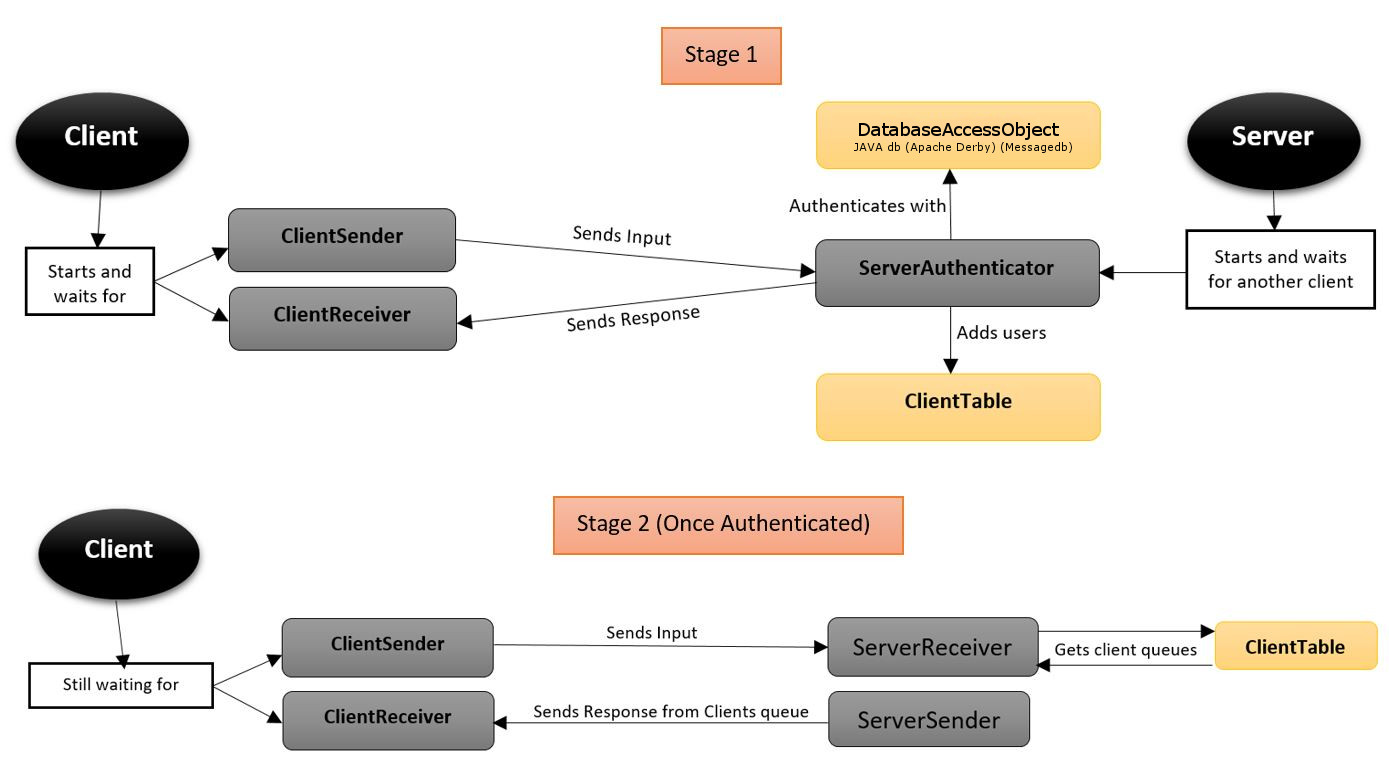 Stage 1
Client
Server
DatabaseAccessObject
JAVA db (Apache Derby) (Messagedb)
Authenticates with
ClientSender
Sends Input
ServerAuthenticator
Starts and waits
for another client
Starts and
waits for
ClientReceiver
Sends Response
Adds users
ClientTable
Stage 2 (Once Authenticated)
Client
ClientSender
Sends Input
ServerReceiver
Gets client queues
ClientTable
Still waiting for
ClientReceiver
Sends Response from Clients queue
ServerSender